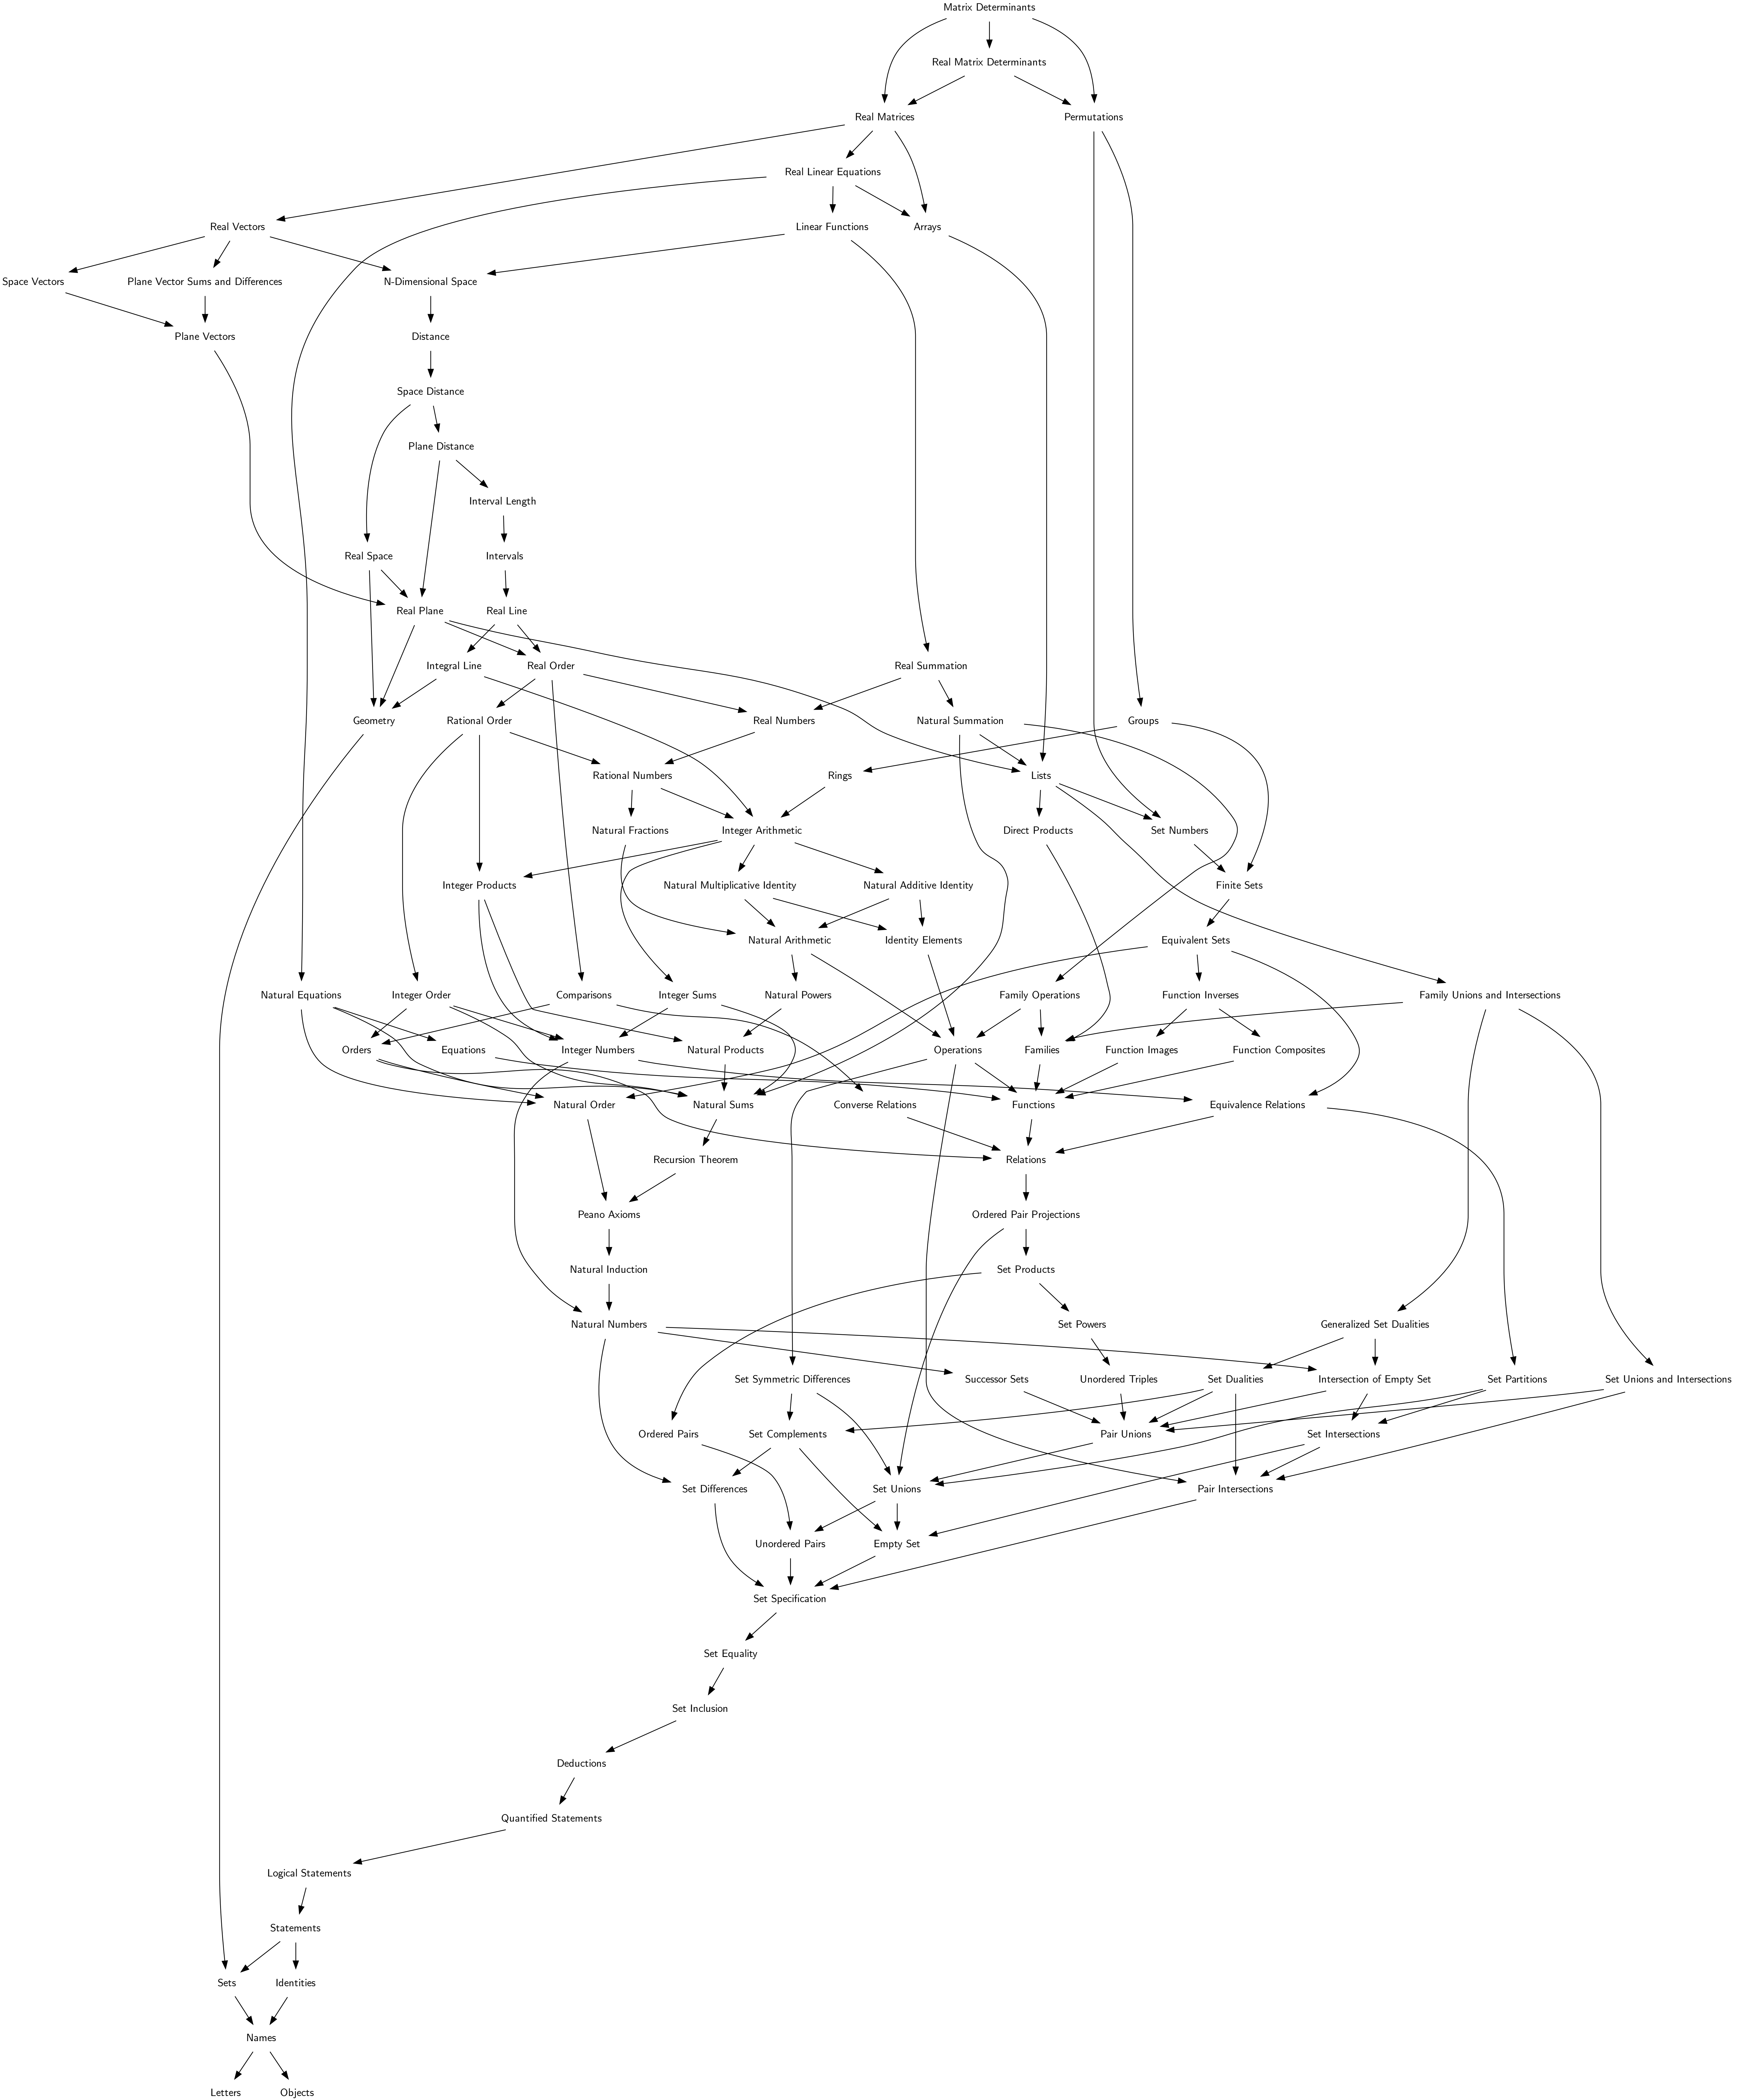 Matrix Determinants
Real Matrix Determinants
Real Matrices
Permutations
Real Linear Equations
Real Vectors
Linear Functions
Arrays
Space Vectors
Plane Vector Sums and Differences
N-Dimensional Space
Plane Vectors
Distance
Space Distance
Plane Distance
Interval Length
Real Space
Intervals
Real Plane
Real Line
Integral Line
Real Order
Real Summation
Geometry
Rational Order
Real Numbers
Natural Summation
Groups
Rational Numbers
Rings
Lists
Natural Fractions
Integer Arithmetic
Direct Products
Set Numbers
Integer Products
Natural Multiplicative Identity
Natural Additive Identity
Finite Sets
Natural Arithmetic
Identity Elements
Equivalent Sets
Natural Equations
Integer Order
Comparisons
Integer Sums
Natural Powers
Family Operations
Function Inverses
Family Unions and Intersections
Orders
Equations
Integer Numbers
Natural Products
Operations
Families
Function Images
Function Composites
Natural Order
Natural Sums
Converse Relations
Functions
Equivalence Relations
Recursion Theorem
Relations
Peano Axioms
Ordered Pair Projections
Natural Induction
Set Products
Natural Numbers
Set Powers
Generalized Set Dualities
Set Symmetric Differences
Successor Sets
Unordered Triples
Set Dualities
Intersection of Empty Set
Set Partitions
Set Unions and Intersections
Ordered Pairs
Set Complements
Pair Unions
Set Intersections
Set Differences
Set Unions
Pair Intersections
Unordered Pairs
Empty Set
Set Specification
Set Equality
Set Inclusion
Deductions
Quantified Statements
Logical Statements
Statements
Sets
Identities
Names
Letters
Objects